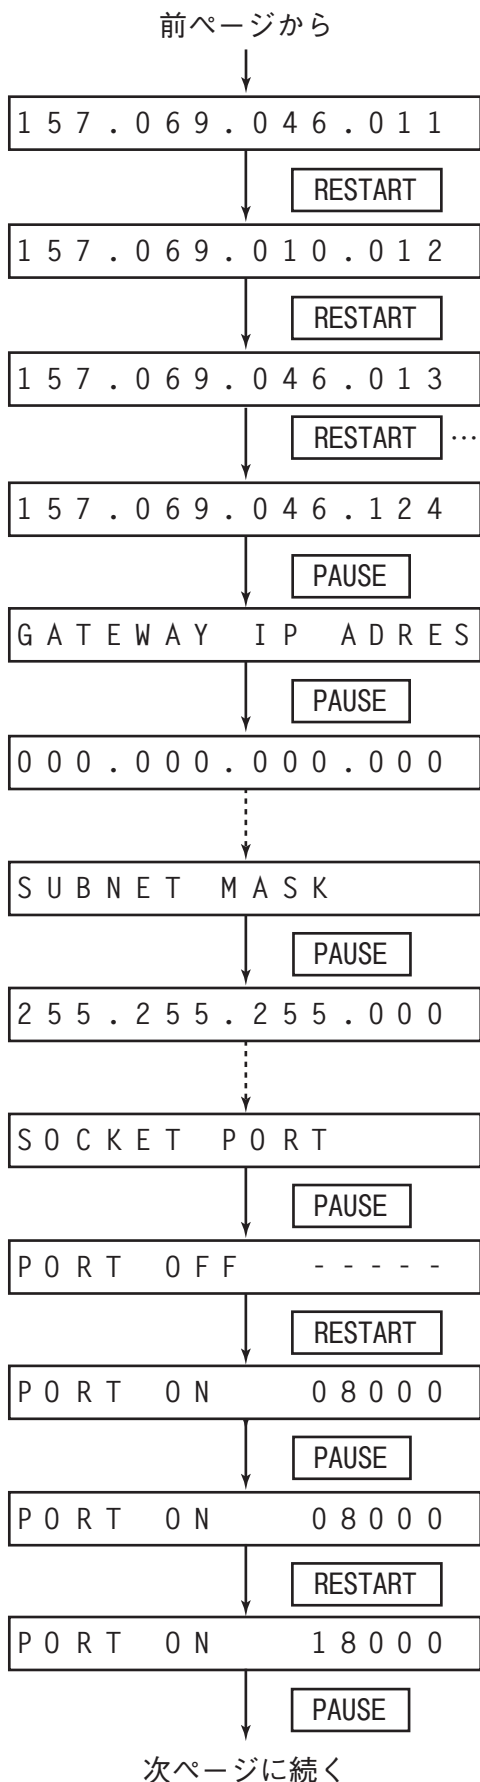 前ページから
157.069.046.011
RESTART
157.069.010.012
RESTART
157.069.046.013
RESTART …
157.069.046.124
PAUSE
GATEWAY IP ADRES
PAUSE
000.000.000.000
SUBNET MASK
PAUSE
255.255.255.000
SOCKET PORT
PAUSE
PORT OFF -----
RESTART
PORT ON 08000
PAUSE
PORT ON 08000
RESTART
PORT ON 18000
PAUSE
次ページに続く